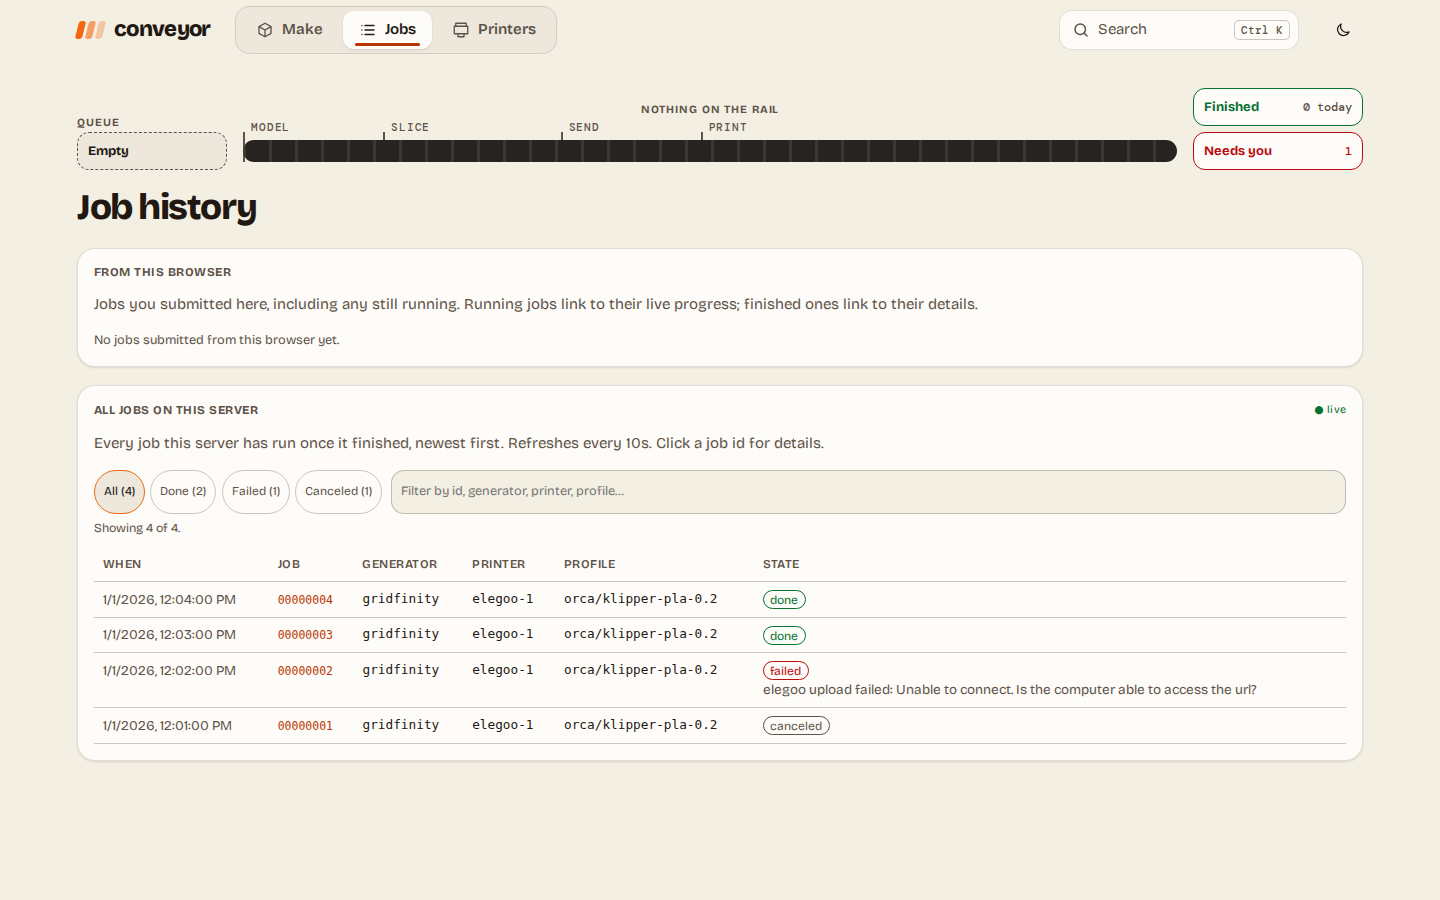 conveyor
Make
Jobs
Printers
Search
Ctrl K
QUEUE
Empty
NOTHING ON THE RAIL
MODEL
SLICE
SEND
PRINT
Finished
0 today
Needs you
1
Job history
FROM THIS BROWSER
Jobs you submitted here, including any still running. Running jobs link to their live progress; finished ones link to their details.
No jobs submitted from this browser yet.
ALL JOBS ON THIS SERVER
live
Every job this server has run once it finished, newest first. Refreshes every 10s. Click a job id for details.
All (4)
Done (2)
Failed (1)
Canceled (1)
Filter by id, generator, printer, profile...
Showing 4 of 4.
WHEN JOB GENERATOR PRINTER PROFILE STATE
1/1/2026, 12:04:00 PM 00000004 gridfinity elegoo-1 orca/klipper-pla-0.2 done
1/1/2026, 12:03:00 PM 00000003 gridfinity elegoo-1 orca/klipper-pla-0.2 done
1/1/2026, 12:02:00 PM 00000002 gridfinity elegoo-1 orca/klipper-pla-0.2 failed
elegoo upload failed: Unable to connect. Is the computer able to access the url?
1/1/2026, 12:01:00 PM 00000001 gridfinity elegoo-1 orca/klipper-pla-0.2 canceled